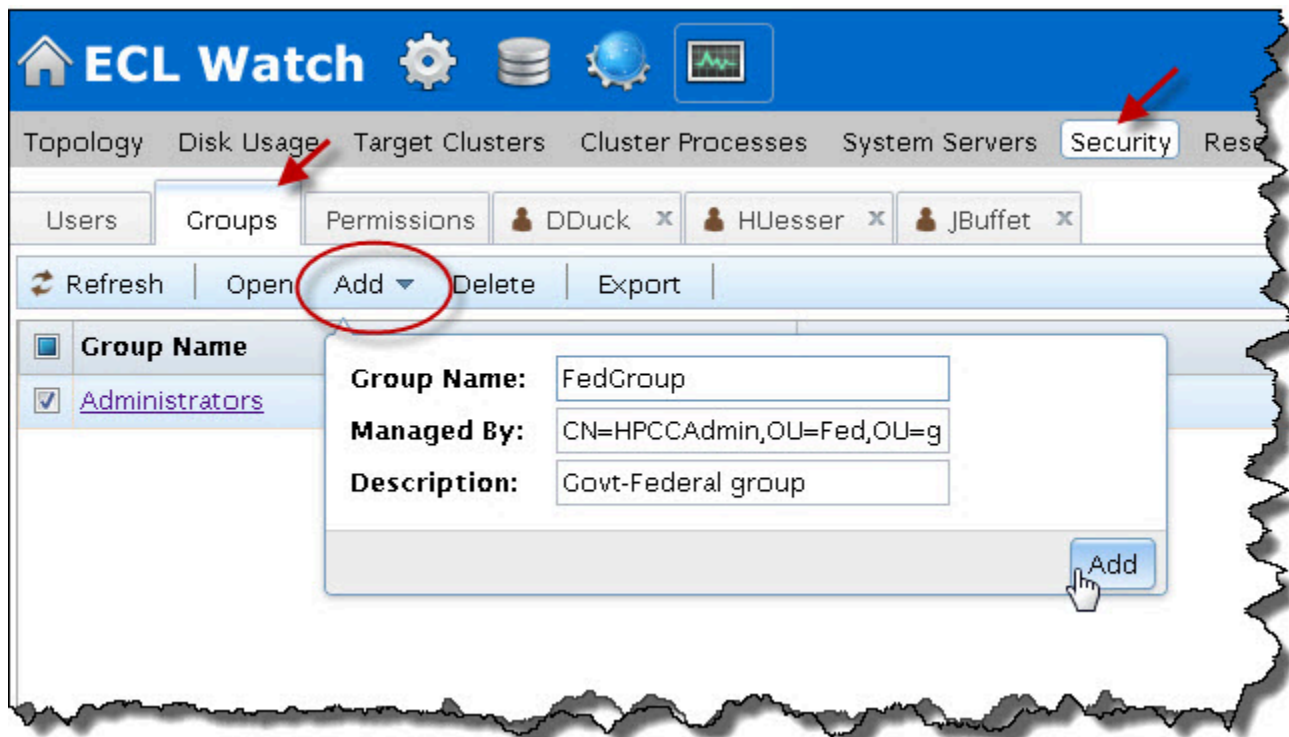 ECL Watch
Topology Disk Usage Target Clusters Cluster Processes System Servers Security Rese
Users Groups Permissions DDuck x HUesser x JBuffet x
Refresh Open Add Delete Export
Group Name
Administrators
Group Name: FedGroup
Managed By: CN=HPCCAdmin,OU=Fed,OU=g
Description: Govt-Federal group
Add